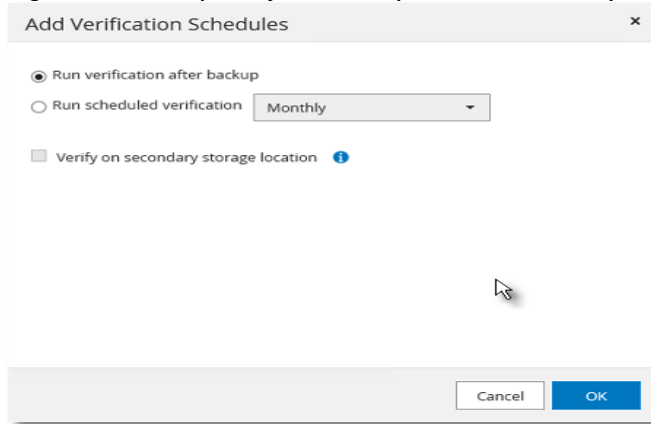 Add Verification Schedules ×
Run verification after backup
Run scheduled verification Monthly
Verify on secondary storage location i
Cancel OK